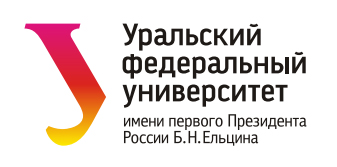 Уральский
федеральный
университет
имени первого Президента
России Б.Н.Ельцина